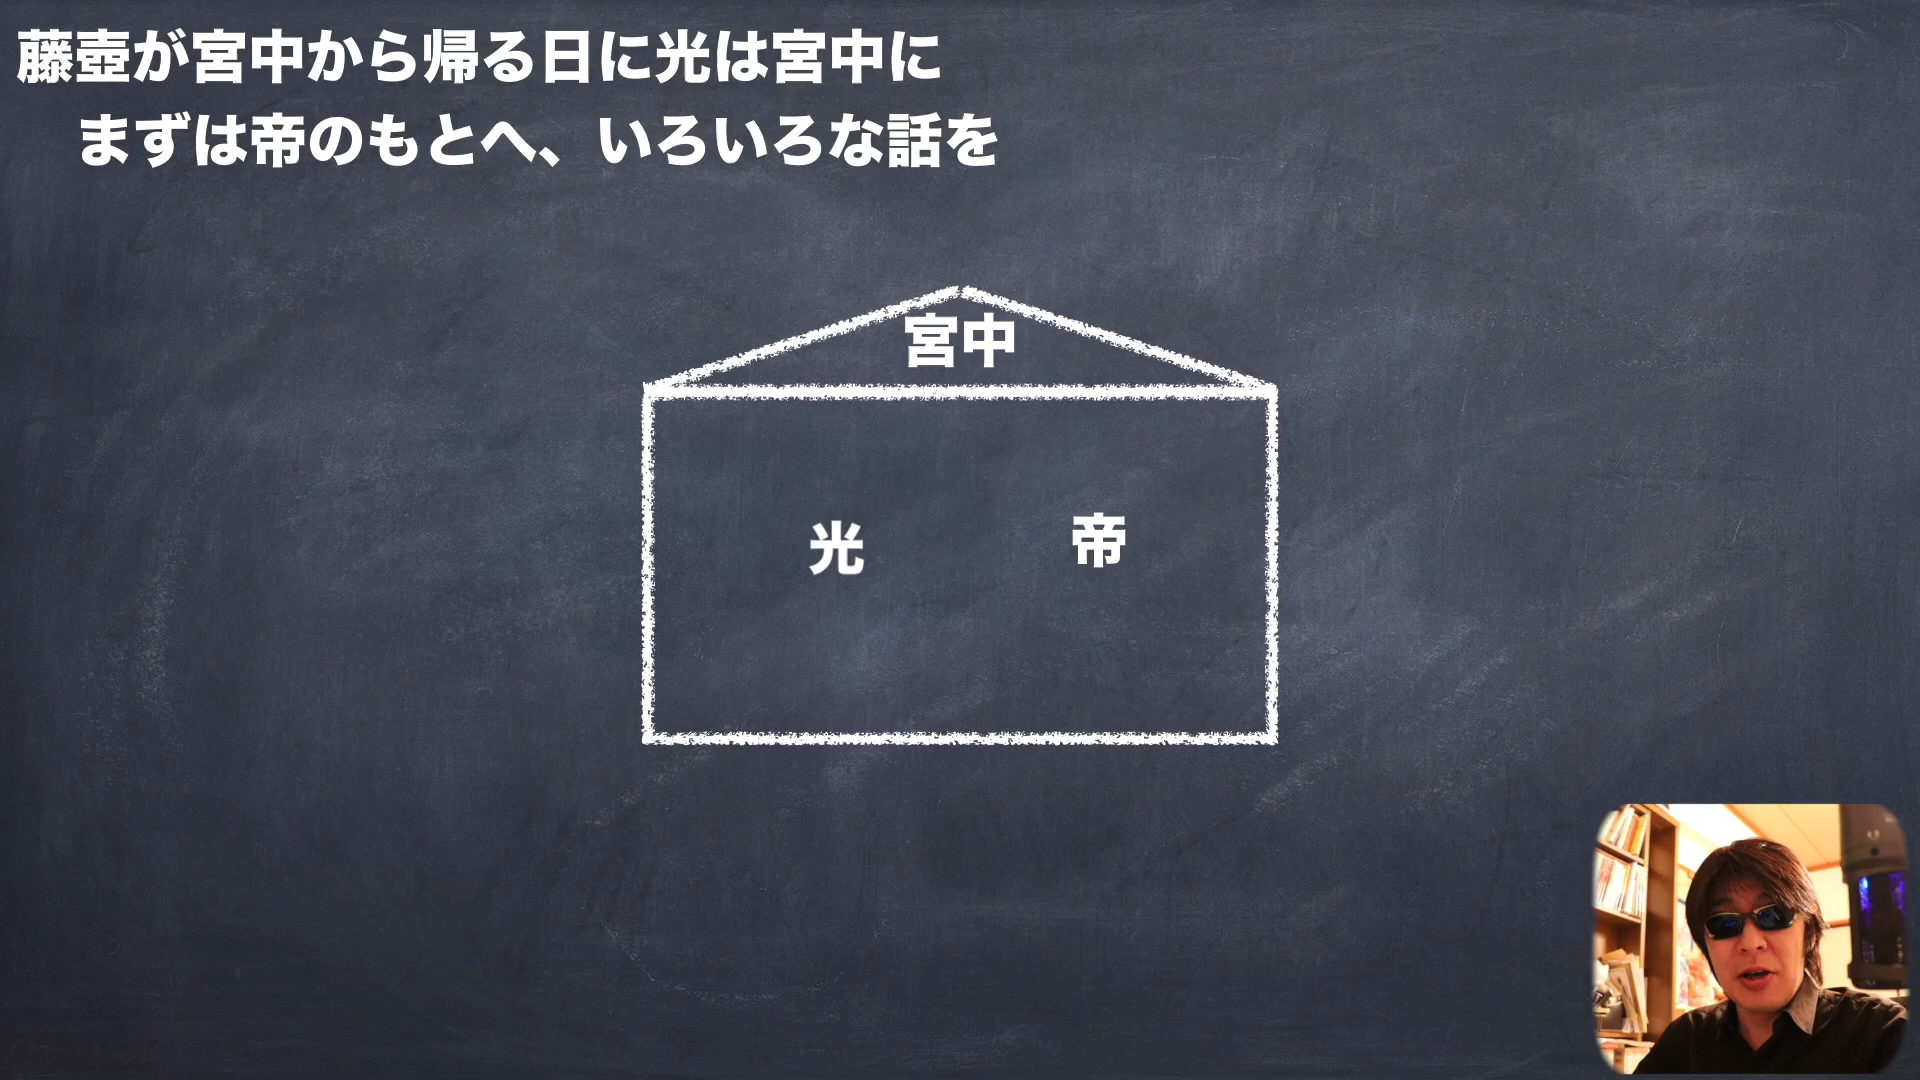 藤壺が宮中から帰る日に光は宮中に
まずは帝のもとへ、いろいろな話を
宮中
光
帝